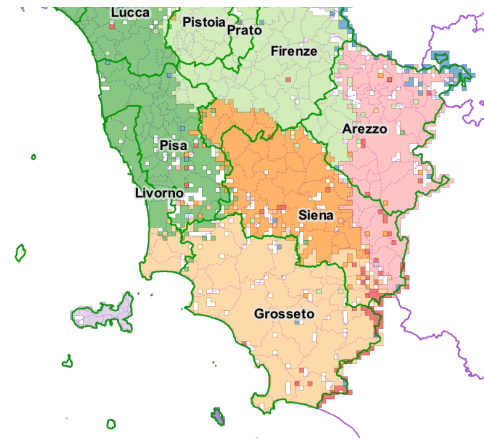 Lucca
Pistoia
Prato
Firenze
Arezzo
Pisa
Livorno
Siena
Grosseto